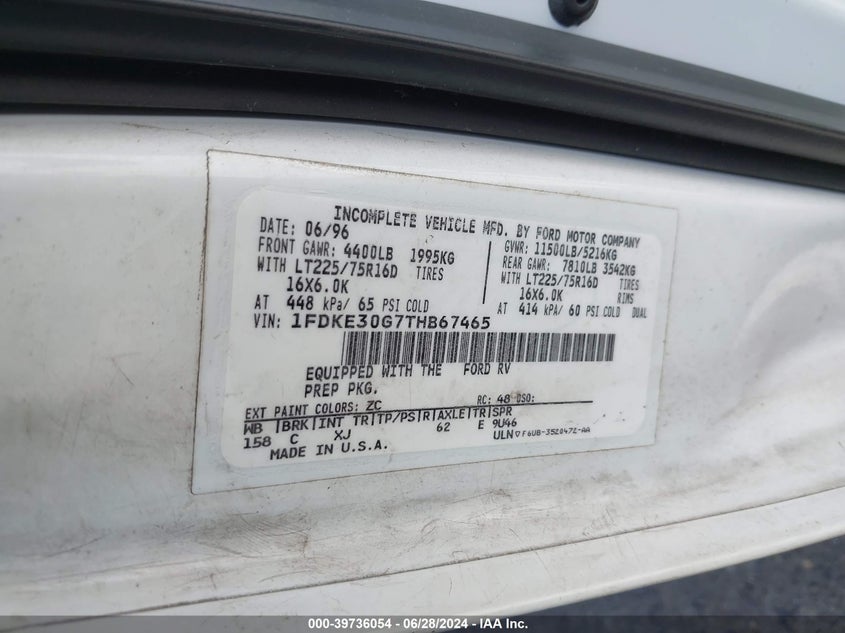 INCOMPLETE VEHICLE MFD. BY FORD MOTOR COMPANY
DATE: 06/96 GVWR: 11500LB/5216KG
FRONT GAWR: 4400LB 1995KG REAR GAWR: 7810LB 3542KG
WITH LT225/75R16D TIRES WITH LT225/75R16D TIRES
16X6.0K 16X6.0K RIMS
AT 448 kPA/ 65 PSI COLD AT 414 kPA/ 60 PSI COLD DUAL
VIN: 1FDKE30G7THB67465
EQUIPPED WITH THE FORD RV
PREP PKG.
EXT PAINT COLORS: ZC RC: 48 DSO:
WB |BRK|INT TR|TP/PS|R|AXLE|TR|SPR
158 C XJ 62 E 9U46
MADE IN U.S.A. ULN ▽F6UB-3520472-AA
000-39736054 - 06/28/2024 - IAA Inc.